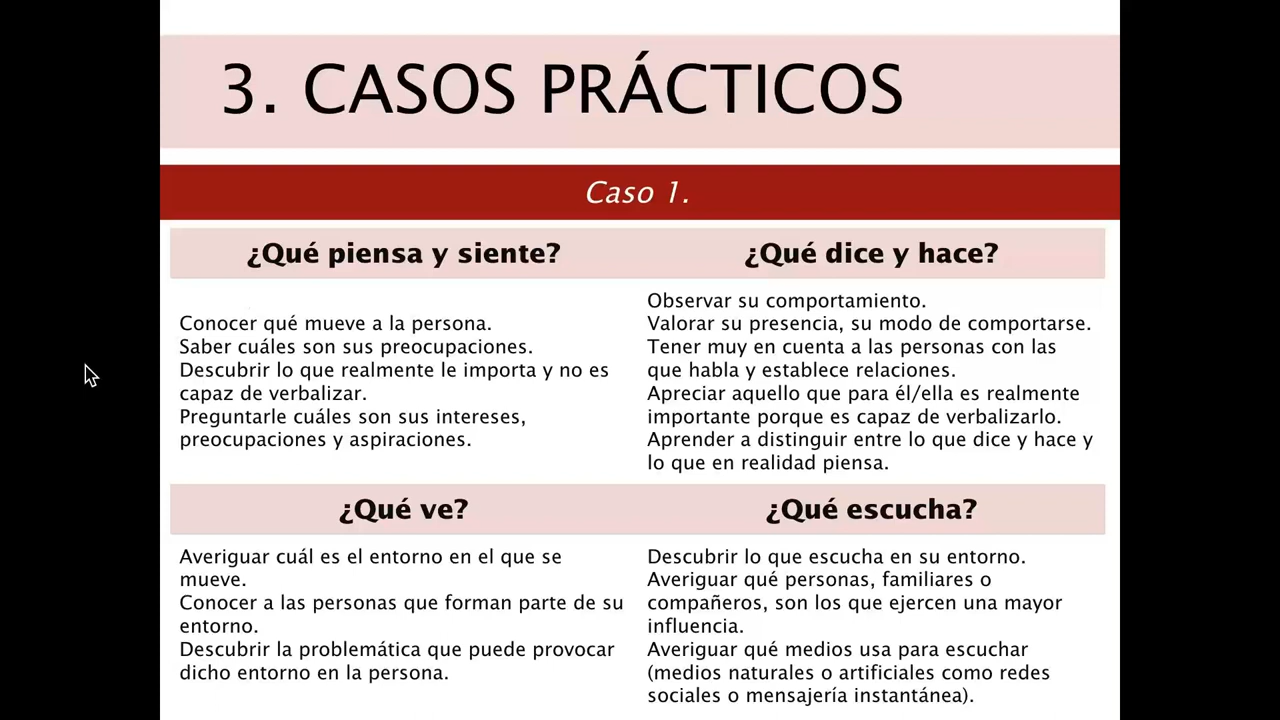 3. CASOS PRÁCTICOS
Caso 1.
¿Qué piensa y siente?
Conocer qué mueve a la persona.
Saber cuáles son sus preocupaciones.
Descubrir lo que realmente le importa y no es
capaz de verbalizar.
Preguntarle cuáles son sus intereses,
preocupaciones y aspiraciones.
¿Qué dice y hace?
Observar su comportamiento.
Valorar su presencia, su modo de comportarse.
Tener muy en cuenta a las personas con las
que habla y establece relaciones.
Apreciar aquello que para él/ella es realmente
importante porque es capaz de verbalizarlo.
Aprender a distinguir entre lo que dice y hace y
lo que en realidad piensa.
¿Qué ve?
Averiguar cuál es el entorno en el que se
mueve.
Conocer a las personas que forman parte de su
entorno.
Descubrir la problemática que puede provocar
dicho entorno en la persona.
¿Qué escucha?
Descubrir lo que escucha en su entorno.
Averiguar qué personas, familiares o
compañeros, son los que ejercen una mayor
influencia.
Averiguar qué medios usa para escuchar
(medios naturales o artificiales como redes
sociales o mensajería instantánea).